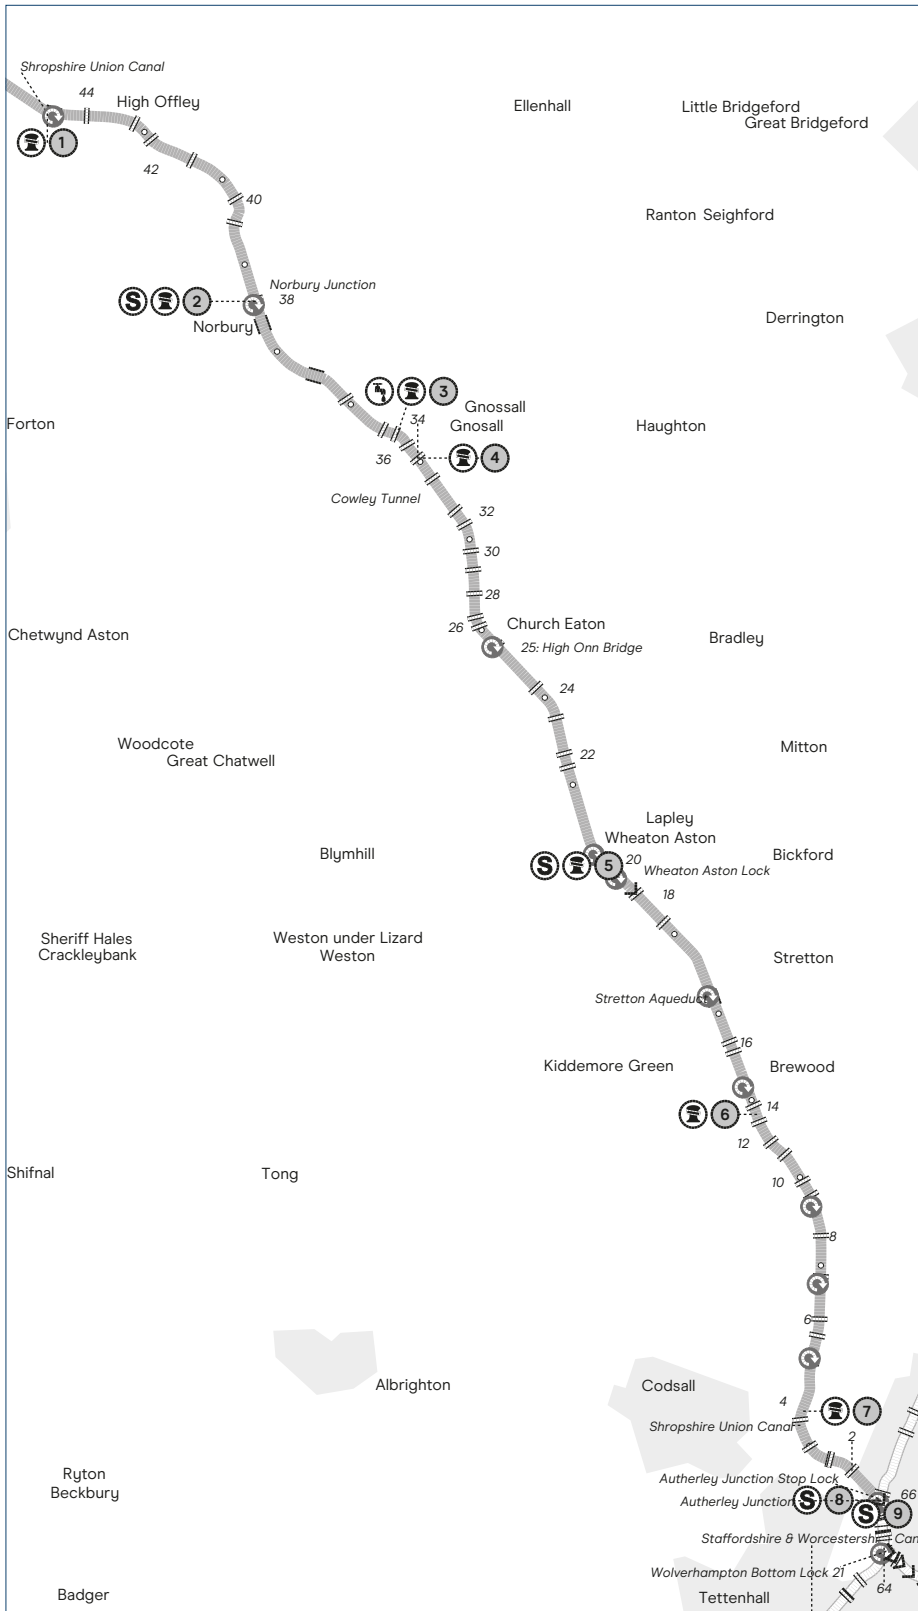 Shropshire Union Canal
44
High Offley
Ellenhall
Little Bridgeford
Great Bridgeford
1
42
40
Ranton Seighford
Norbury Junction
38
S 2
Norbury
Derrington
3
Gnossall
34
Gnosall
Forton
Haughton
36
4
Cowley Tunnel
32
30
28
Church Eaton
26
Chetwynd Aston
25: High Onn Bridge
Bradley
24
Woodcote
Great Chatwell
22
Mitton
Lapley
Wheaton Aston
Blymhill
S 5
20
Bickford
Wheaton Aston Lock
18
Sheriff Hales
Crackleybank
Weston under Lizard
Weston
Stretton
Stretton Aqueduct
16
Kiddemore Green
Brewood
14
6
12
Shifnal
Tong
10
8
6
Albrighton
Codsall
4
7
Shropshire Union Canal
2
Ryton
Beckbury
Autherley Junction Stop Lock
66
Autherley Junction
S 8
S 9
Staffordshire & Worcestershire Can
Wolverhampton Bottom Lock 21
64
Badger
Tettenhall